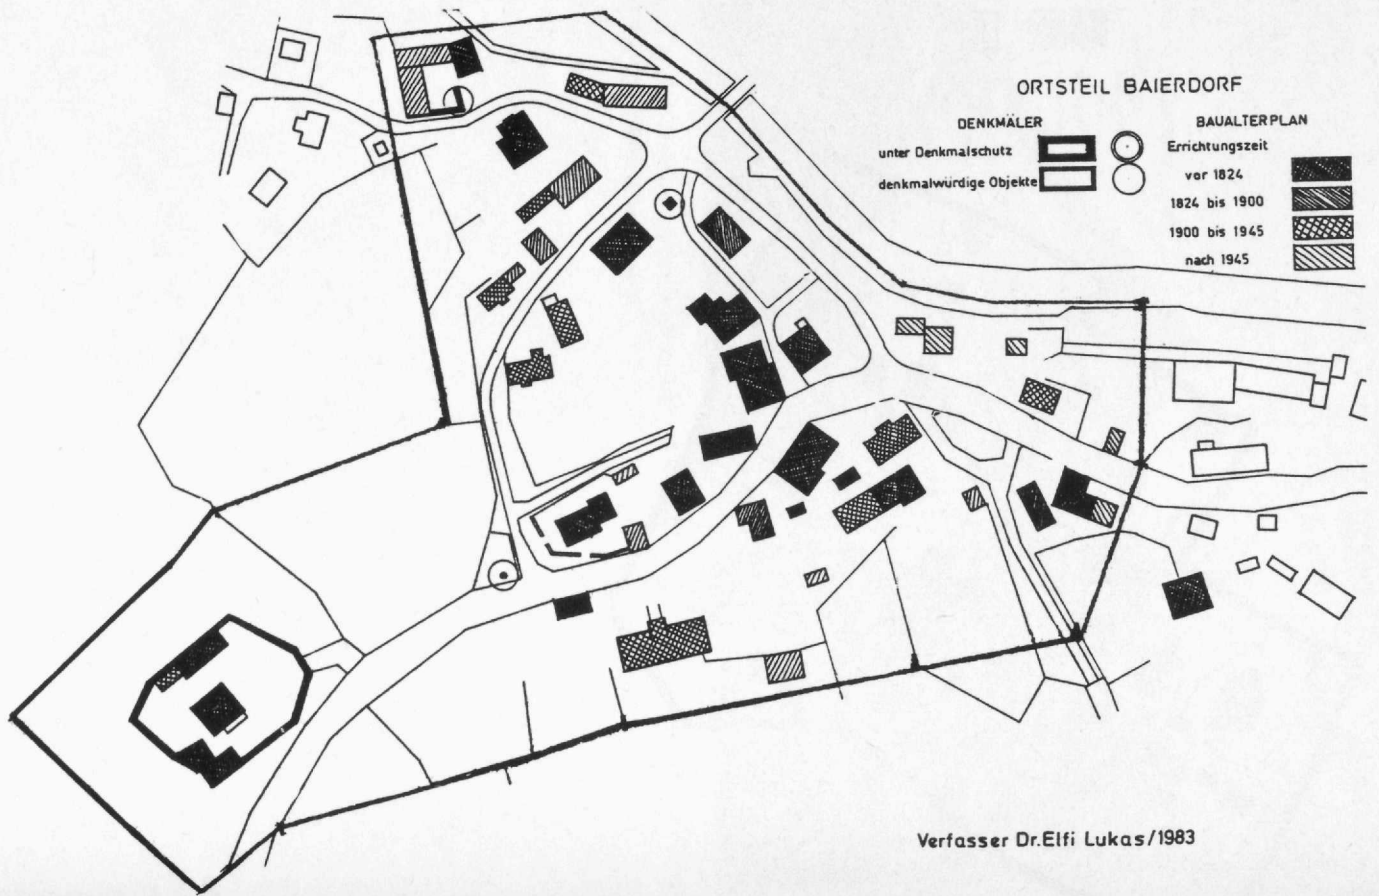 ORTSTEIL BAIERDORF
DENKMÄLER
unter Denkmalschutz
denkmalwürdige Objekte
BAUALTERPLAN
Errichtungszeit
vor 1824
1824 bis 1900
1900 bis 1945
nach 1945
Verfasser Dr.Elfi Lukas/1983